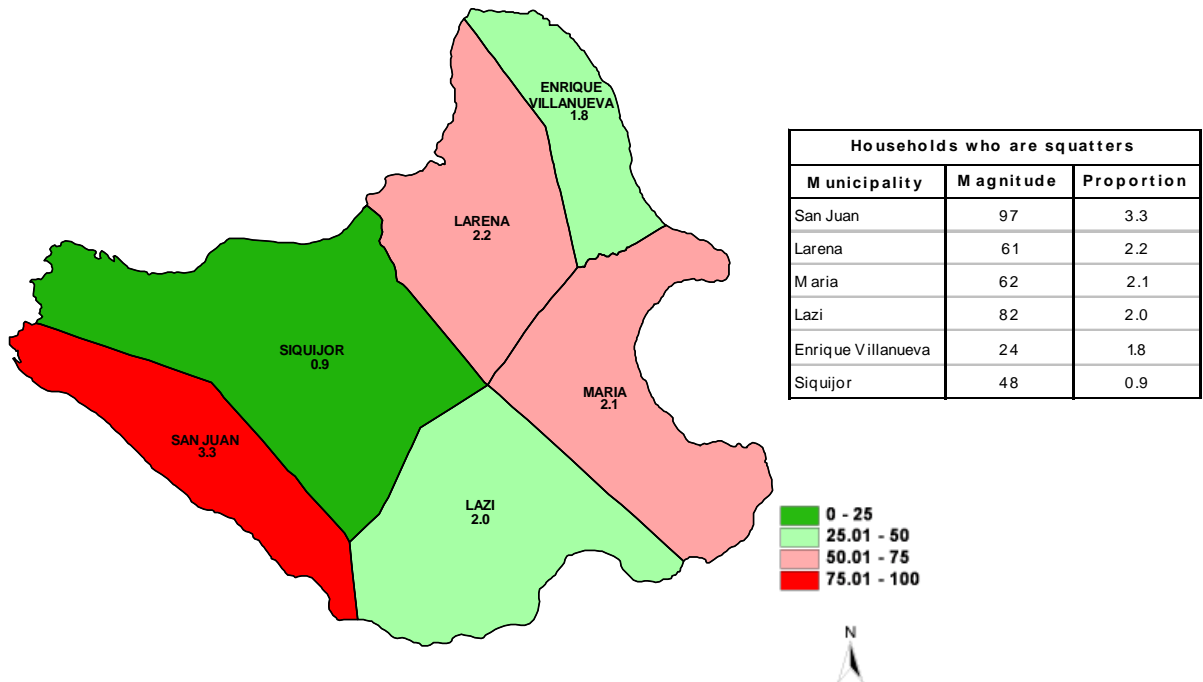 ENRIQUE
VILLANUEVA
1.8
LARENA
2.2
SIQUIJOR
0.9
MARIA
2.1
SAN JUAN
3.3
LAZI
2.0
Households who are squatters
Municipality Magnitude Proportion
San Juan 97 3.3
Larena 61 2.2
Maria 62 2.1
Lazi 82 2.0
Enrique Villanueva 24 1.8
Siquijor 48 0.9
0 - 25
25.01 - 50
50.01 - 75
75.01 - 100
N